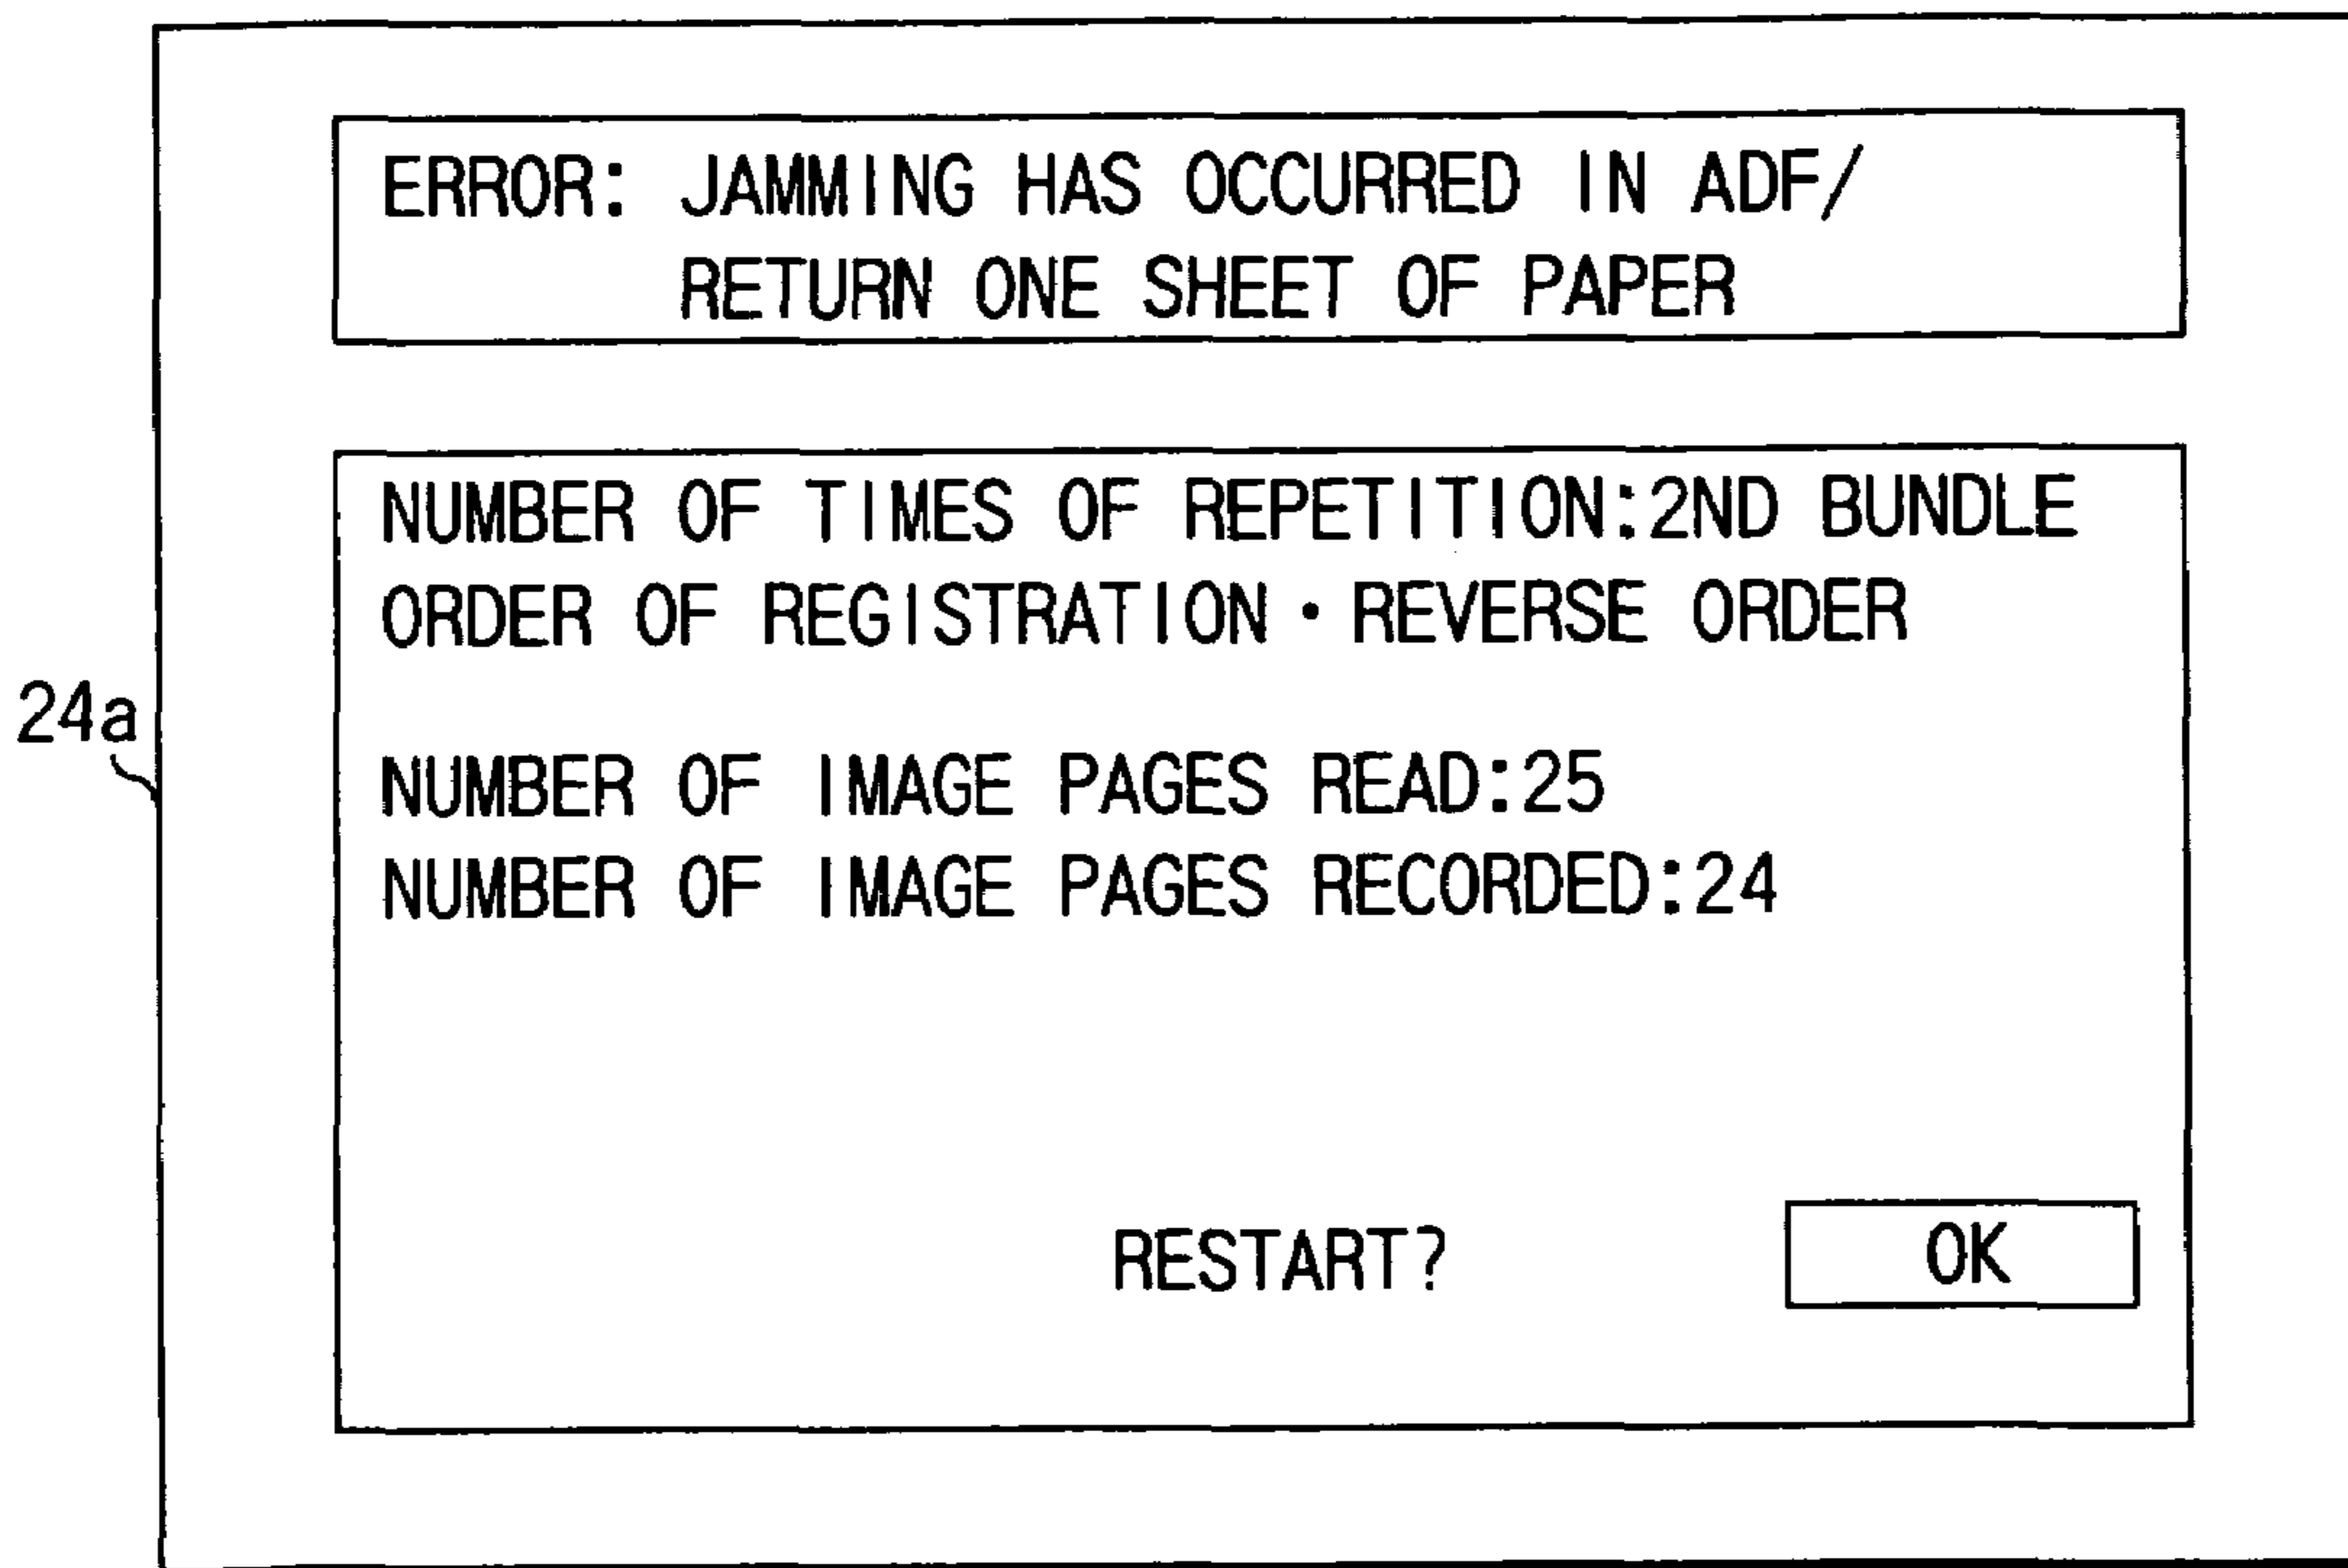 ERROR: JAMMING HAS OCCURRED IN ADF/
RETURN ONE SHEET OF PAPER
NUMBER OF TIMES OF REPETITION:2ND BUNDLE
ORDER OF REGISTRATION・REVERSE ORDER
24a
NUMBER OF IMAGE PAGES READ:25
NUMBER OF IMAGE PAGES RECORDED:24
RESTART? OK